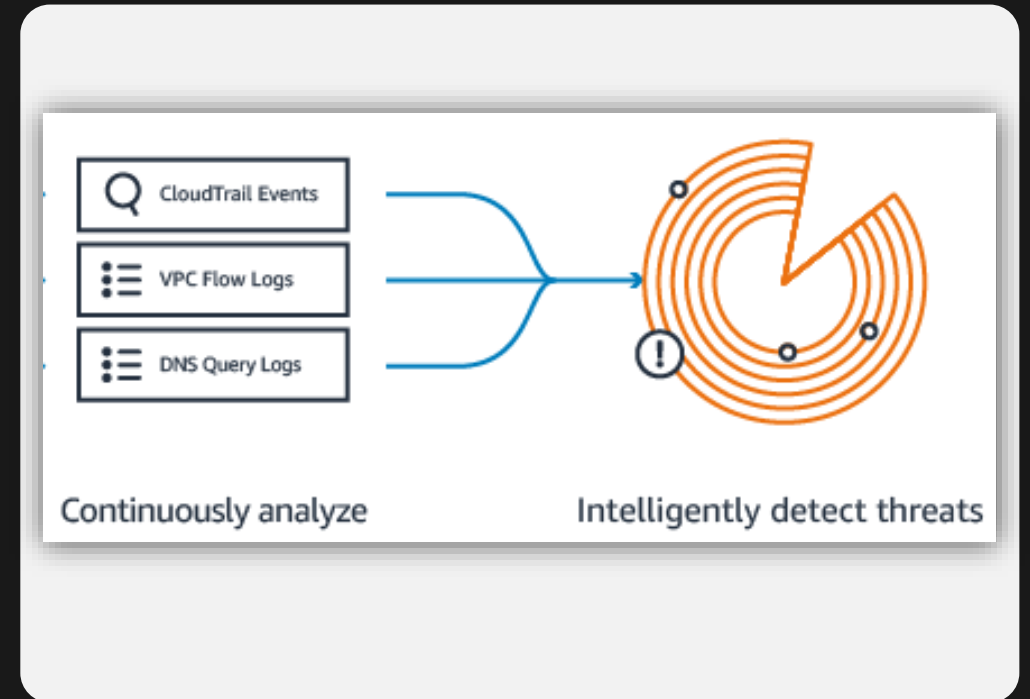 CloudTrail Events
VPC Flow Logs
DNS Query Logs
Continuously analyze
Intelligently detect threats